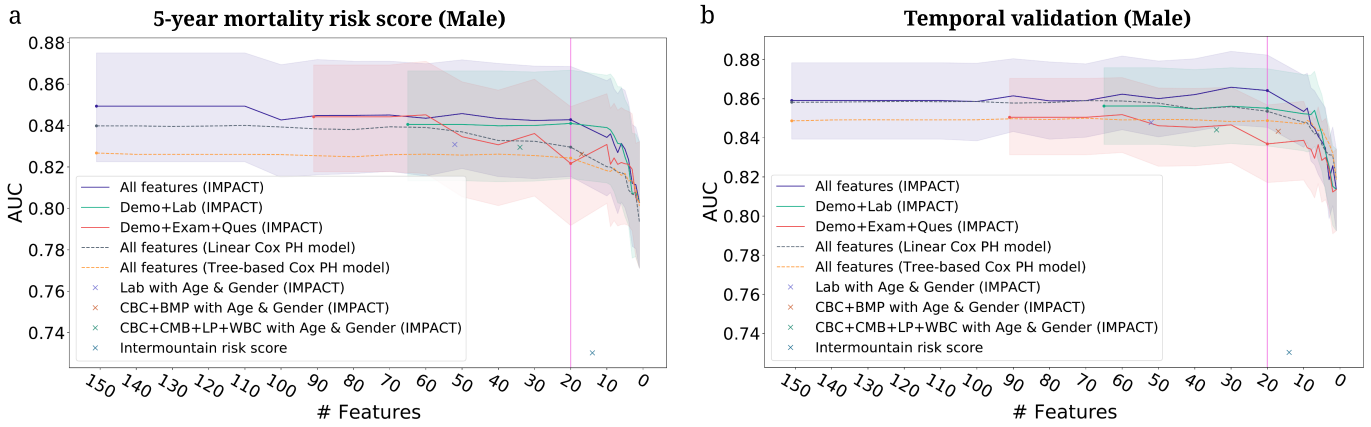 a
5-year mortality risk score (Male)
AUC
0.88
0.86
0.84
0.82
0.80
0.78
0.76
0.74
All features (IMPACT)
Demo+Lab (IMPACT)
Demo+Exam+Ques (IMPACT)
All features (Linear Cox PH model)
All features (Tree-based Cox PH model)
Lab with Age & Gender (IMPACT)
CBC+BMP with Age & Gender (IMPACT)
CBC+CMB+LP+WBC with Age & Gender (IMPACT)
Intermountain risk score
150 140 130 120 110 100 90 80 70 60 50 40 30 20 10 0
# Features
b
Temporal validation (Male)
AUC
0.88
0.86
0.84
0.82
0.80
0.78
0.76
0.74
All features (IMPACT)
Demo+Lab (IMPACT)
Demo+Exam+Ques (IMPACT)
All features (Linear Cox PH model)
All features (Tree-based Cox PH model)
Lab with Age & Gender (IMPACT)
CBC+BMP with Age & Gender (IMPACT)
CBC+CMB+LP+WBC with Age & Gender (IMPACT)
Intermountain risk score
150 140 130 120 110 100 90 80 70 60 50 40 30 20 10 0
# Features